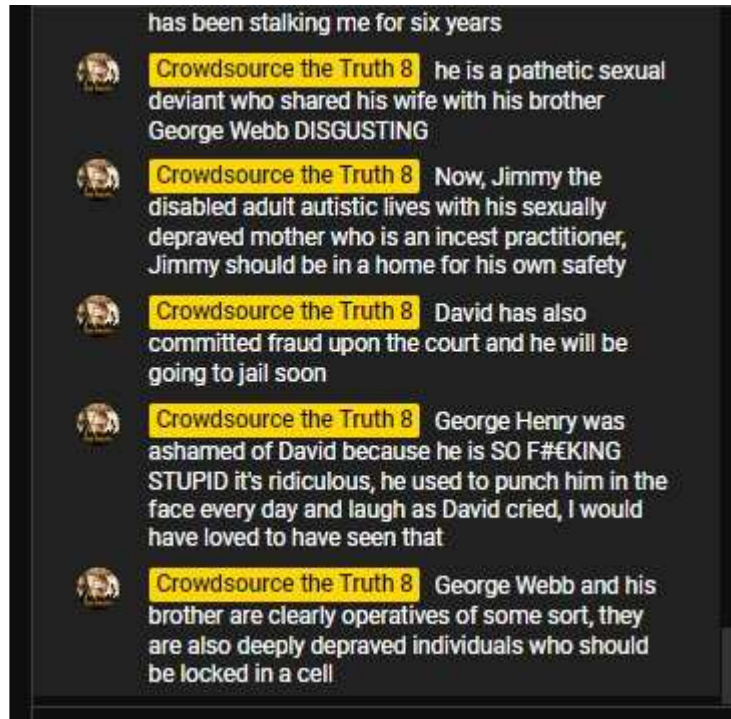 has been stalking me for six years
Crowdsource the Truth 8 he is a pathetic sexual
deviant who shared his wife with his brother
George Webb DISGUSTING
Crowdsource the Truth 8 Now, Jimmy the
disabled adult autistic lives with his sexually
depraved mother who is an incest practitioner,
Jimmy should be in a home for his own safety
Crowdsource the Truth 8 David has also
committed fraud upon the court and he will be
going to jail soon
Crowdsource the Truth 8 George Henry was
ashamed of David because he is SO F#€KING
STUPID it's ridiculous, he used to punch him in the
face every day and laugh as David cried, I would
have loved to have seen that
Crowdsource the Truth 8 George Webb and his
brother are clearly operatives of some sort, they
are also deeply depraved individuals who should
be locked in a cell